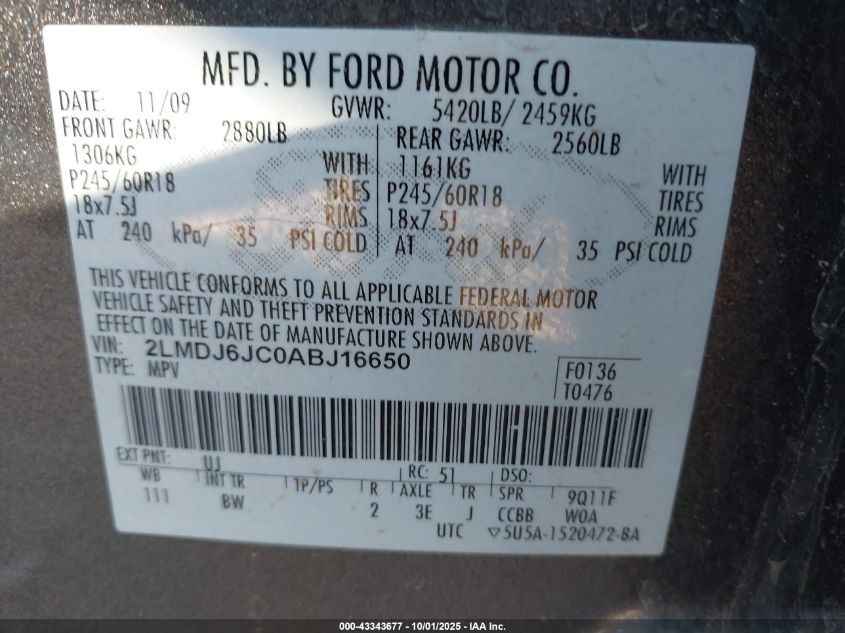 MFD. BY FORD MOTOR CO.
DATE: 11/09 GVWR: 5420LB/ 2459KG
FRONT GAWR: 2880LB REAR GAWR: 2560LB
1306KG WITH 1161KG WITH
P245/60R18 TIRES P245/60R18 TIRES
18x7.5J RIMS 18x7.5J RIMS
AT 240 kPa/ 35 PSI COLD AT 240 kPa/ 35 PSI COLD
THIS VEHICLE CONFORMS TO ALL APPLICABLE FEDERAL MOTOR
VEHICLE SAFETY AND THEFT PREVENTION STANDARDS IN
EFFECT ON THE DATE OF MANUFACTURE SHOWN ABOVE.
VIN: 2LMDJ6JC0ABJ16650
TYPE: MPV
F0136
T0476
EXT PNT: UJ RC: 51 DSO:
WB INT TR TP/PS R AXLE TR SPR 9Q11F
111 BW 2 3E J CCBB W0A
UTC ▽5U5A-1520472-BA
000-43343677 - 10/01/2025 - IAA Inc.